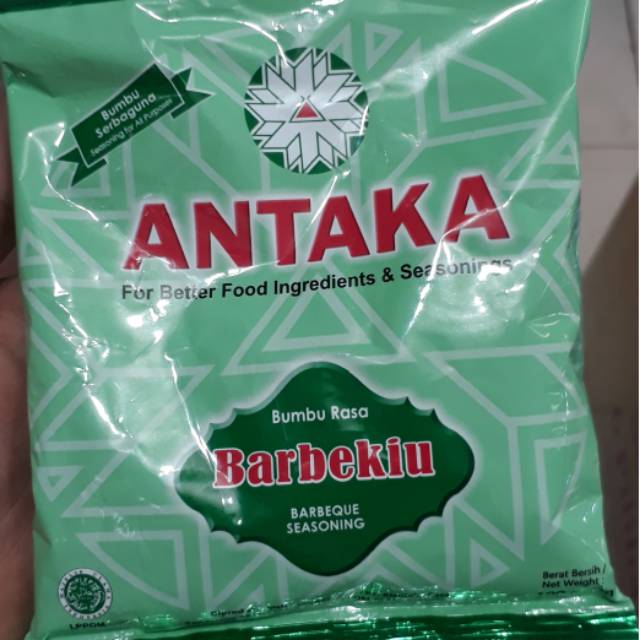 Bumbu
Serbaguna
Seasoning for All Purposes
ANTAKA
For Better Food Ingredients & Seasonings
Bumbu Rasa
Barbekiu
BARBEQUE
SEASONING
Berat Bersih /
Net Weight :
LPPOM